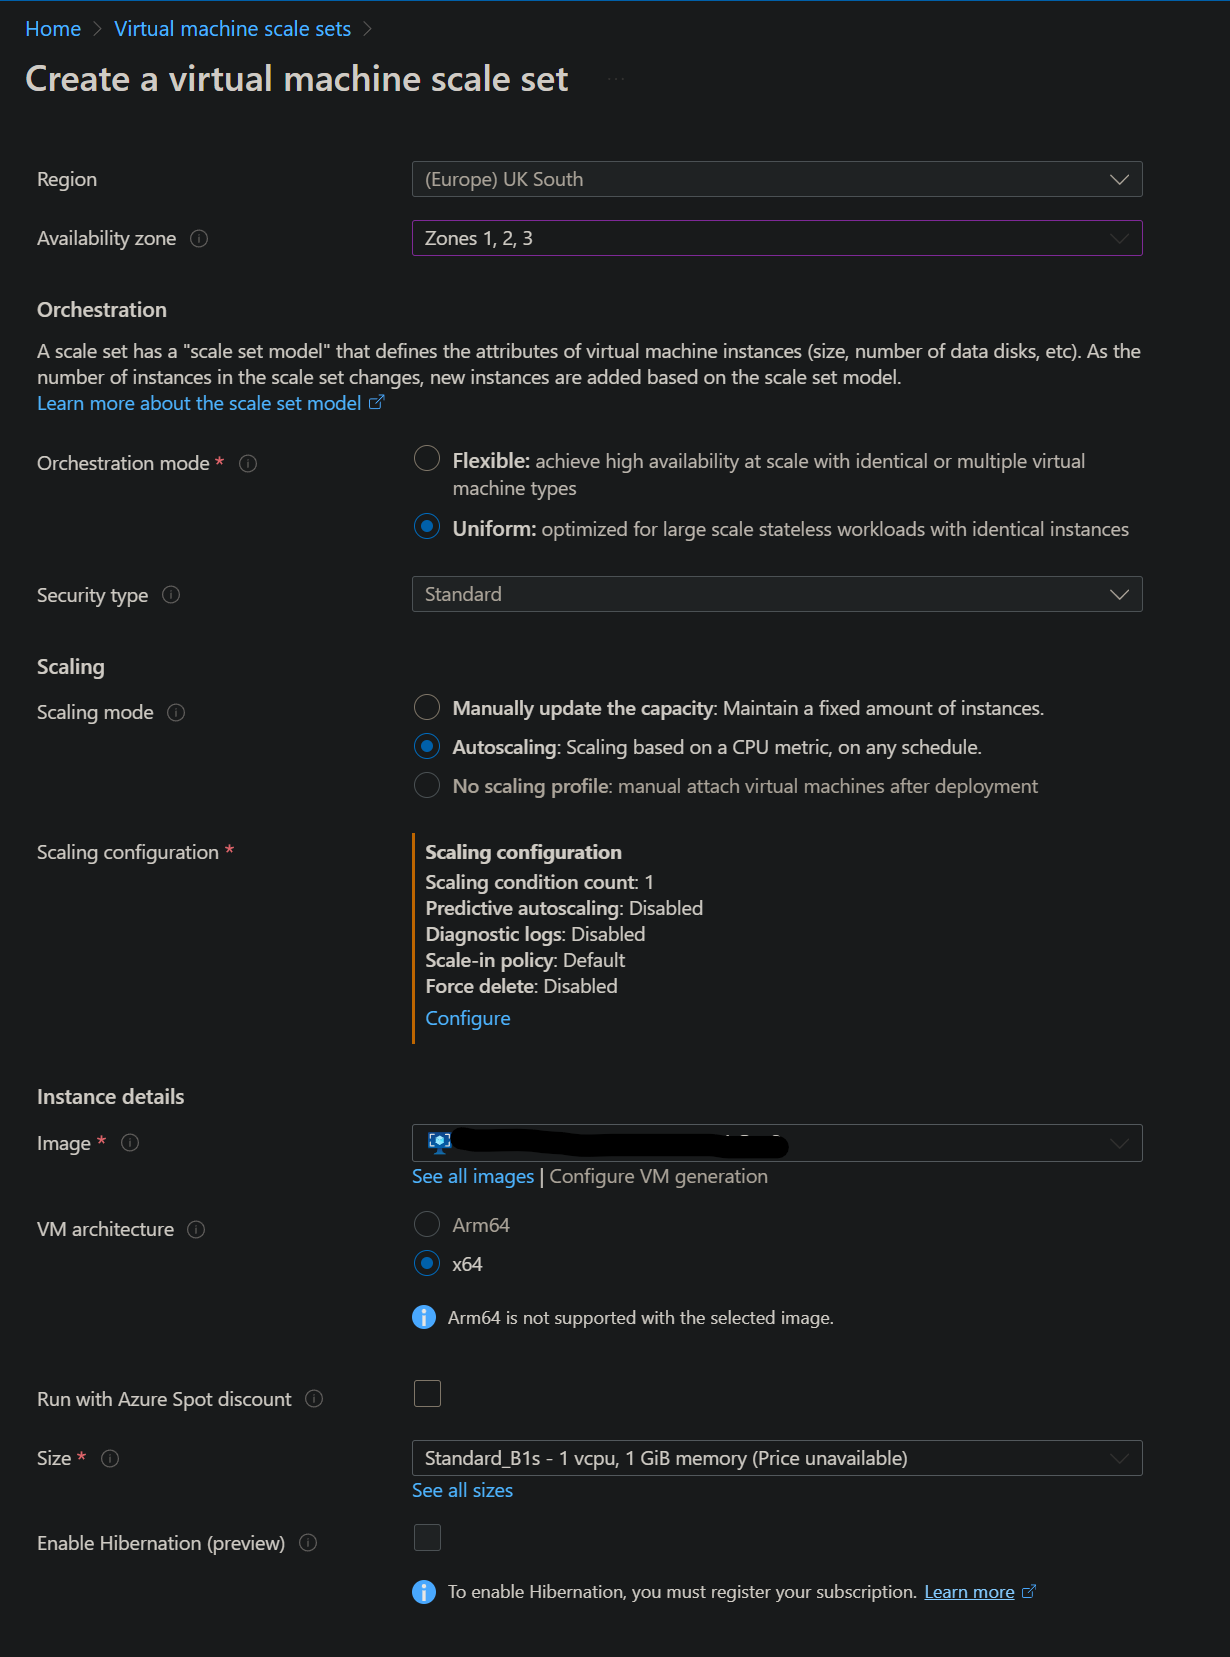 Home > Virtual machine scale sets >
Create a virtual machine scale set ...
Region
(Europe) UK South
Availability zone
Zones 1, 2, 3
Orchestration
A scale set has a "scale set model" that defines the attributes of virtual machine instances (size, number of data disks, etc). As the
number of instances in the scale set changes, new instances are added based on the scale set model.
Learn more about the scale set model
Orchestration mode *
Flexible: achieve high availability at scale with identical or multiple virtual
machine types
Uniform: optimized for large scale stateless workloads with identical instances
Security type
Standard
Scaling
Scaling mode
Manually update the capacity: Maintain a fixed amount of instances.
Autoscaling: Scaling based on a CPU metric, on any schedule.
No scaling profile: manual attach virtual machines after deployment
Scaling configuration *
Scaling configuration
Scaling condition count: 1
Predictive autoscaling: Disabled
Diagnostic logs: Disabled
Scale-in policy: Default
Force delete: Disabled
Configure
Instance details
Image *
See all images | Configure VM generation
VM architecture
Arm64
x64
Arm64 is not supported with the selected image.
Run with Azure Spot discount
Size *
Standard_B1s - 1 vcpu, 1 GiB memory (Price unavailable)
See all sizes
Enable Hibernation (preview)
To enable Hibernation, you must register your subscription. Learn more